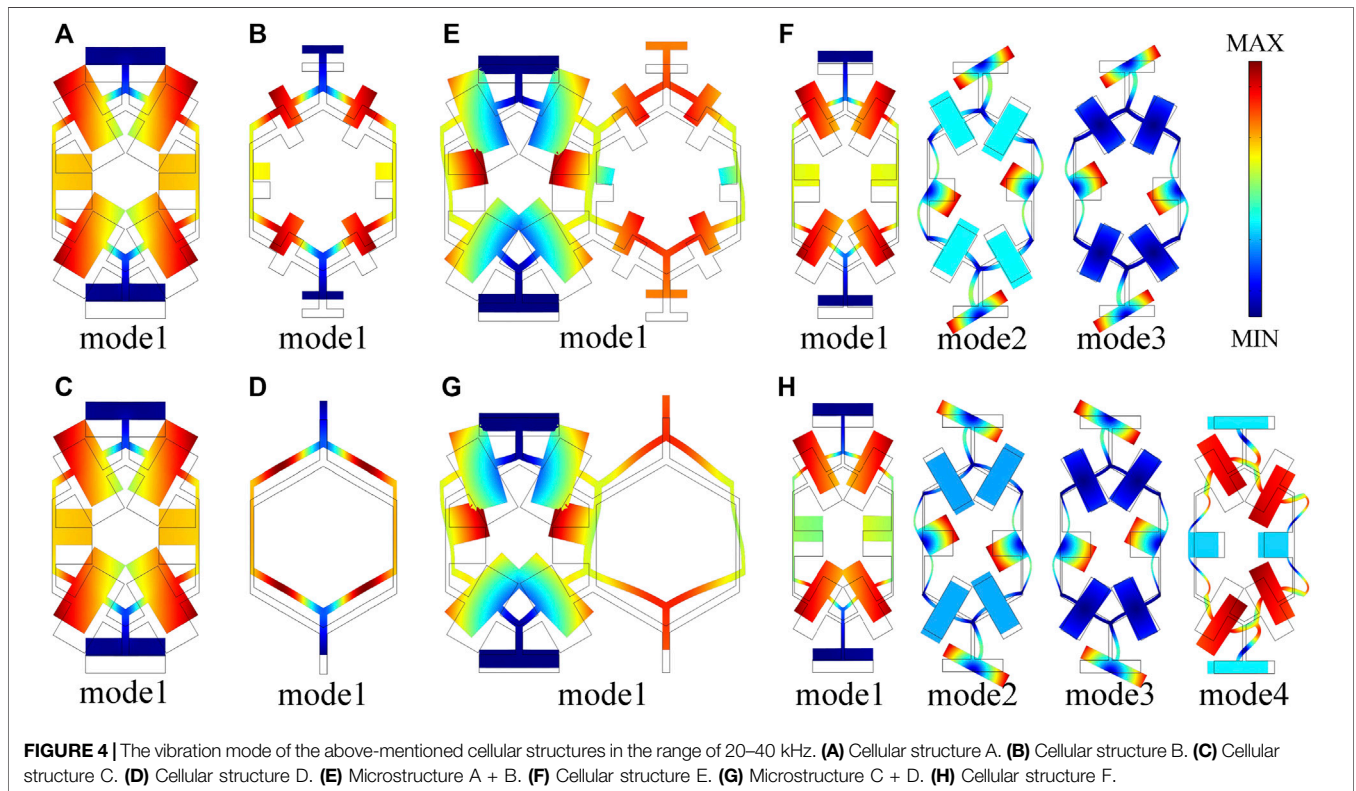 A
B
E
F
MAX
MIN
mode1
mode1
mode1
mode1
mode2
mode3
C
D
G
H
mode1
mode1
mode1
mode1
mode2
mode3
mode4
FIGURE 4 | The vibration mode of the above-mentioned cellular structures in the range of 20–40 kHz. (A) Cellular structure A. (B) Cellular structure B. (C) Cellular
structure C. (D) Cellular structure D. (E) Microstructure A + B. (F) Cellular structure E. (G) Microstructure C + D. (H) Cellular structure F.